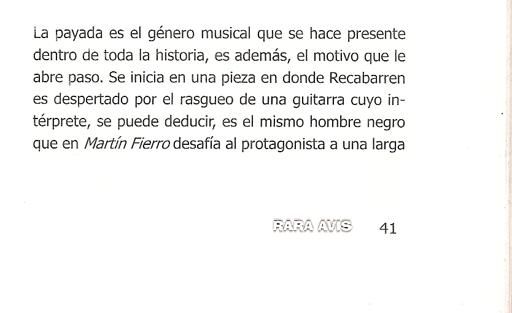 La payada es el género musical que se hace presente
dentro de toda la historia, es además, el motivo que le
abre paso. Se inicia en una pieza en donde Recabarren
es despertado por el rasgueo de una guitarra cuyo in-
térprete, se puede deducir, es el mismo hombre negro
que en Martín Fierro desafía al protagonista a una larga
RARA AVIS 41